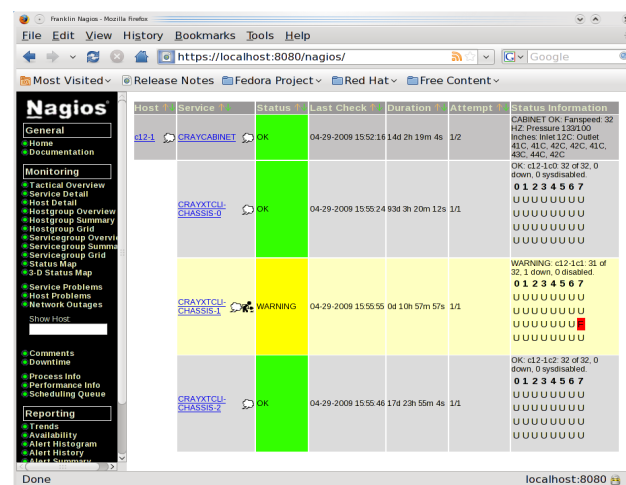 Franklin Nagios - Mozilla Firefox
File Edit View History Bookmarks Tools Help
https://localhost:8080/nagios/
G Google
Most Visited Release Notes Fedora Project Red Hat Free Content
Nagios
General
Home
Documentation
Monitoring
Tactical Overview
Service Detail
Host Detail
Hostgroup Overview
Hostgroup Summary
Hostgroup Grid
Servicegroup Overvi
Servicegroup Summa
Servicegroup Grid
Status Map
3-D Status Map
Service Problems
Host Problems
Network Outages
Show Host:
Comments
Downtime
Process Info
Performance Info
Scheduling Queue
Reporting
Trends
Availability
Alert Histogram
Alert History
Alert Summary
Host Service Status Last Check Duration Attempt Status Information
c12-1 CRAYCABINET OK 04-29-2009 15:52:16 14d 2h 19m 4s 1/2
CABINET OK: Fanspeed: 32
HZ: Pressure 133/100
Inches: Inlet 12C: Outlet
41C, 41C, 42C, 42C, 41C,
43C, 44C, 42C
CRAYXTCLI-
CHASSIS-0
OK 04-29-2009 15:55:24 93d 3h 20m 12s 1/1
OK: c12-1c0: 32 of 32, 0
down, 0 sysdisabled.
0 1 2 3 4 5 6 7
U U U U U U U U
U U U U U U U U
U U U U U U U U
U U U U U U U U
CRAYXTCLI-
CHASSIS-1
WARNING 04-29-2009 15:55:55 0d 10h 57m 57s 1/1
WARNING: c12-1c1: 31 of
32, 1 down, 0 disabled.
0 1 2 3 4 5 6 7
U U U U U U U U
U U U U U U U U
U U U U U U U
U U U U U U U U
CRAYXTCLI-
CHASSIS-2
OK 04-29-2009 15:55:46 17d 23h 55m 4s 1/1
OK: c12-1c2: 32 of 32, 0
down, 0 sysdisabled.
0 1 2 3 4 5 6 7
U U U U U U U U
U U U U U U U U
U U U U U U U U
U U U U U U U U
Done
localhost:8080